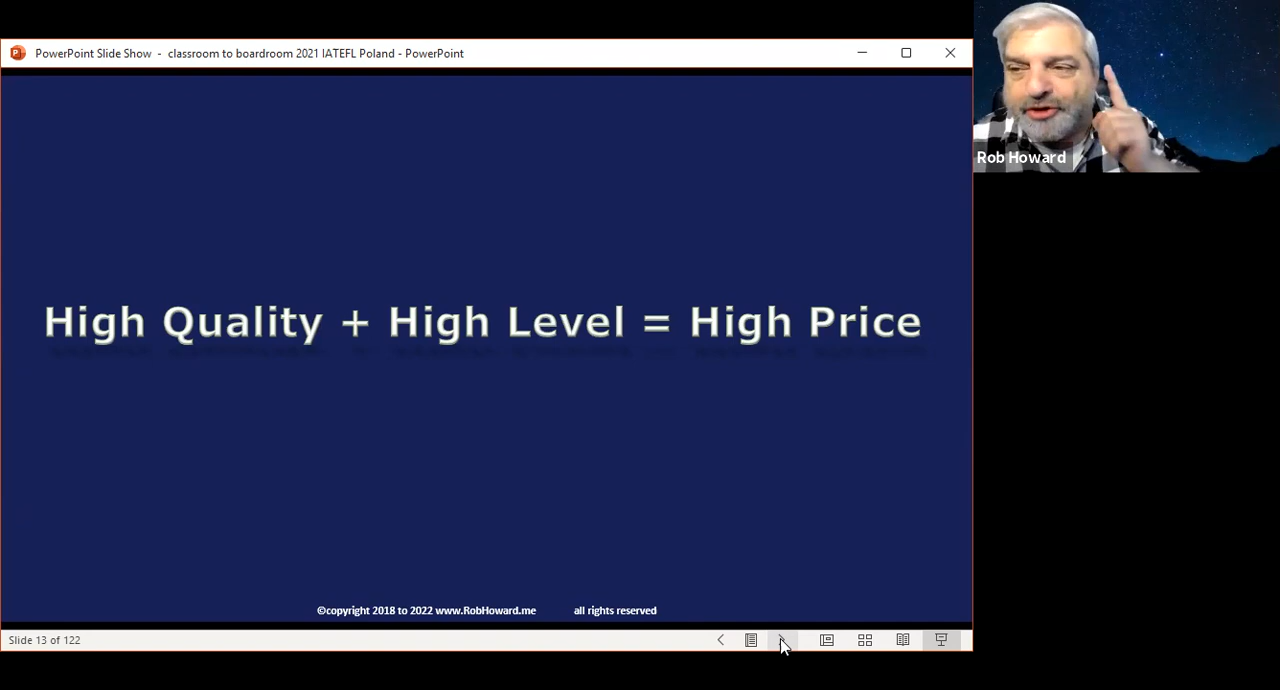 PowerPoint Slide Show - classroom to boardroom 2021 IATEFL Poland - PowerPoint
Rob Howard
High Quality + High Level = High Price
©copyright 2018 to 2022 www.RobHoward.me all rights reserved
Slide 13 of 122